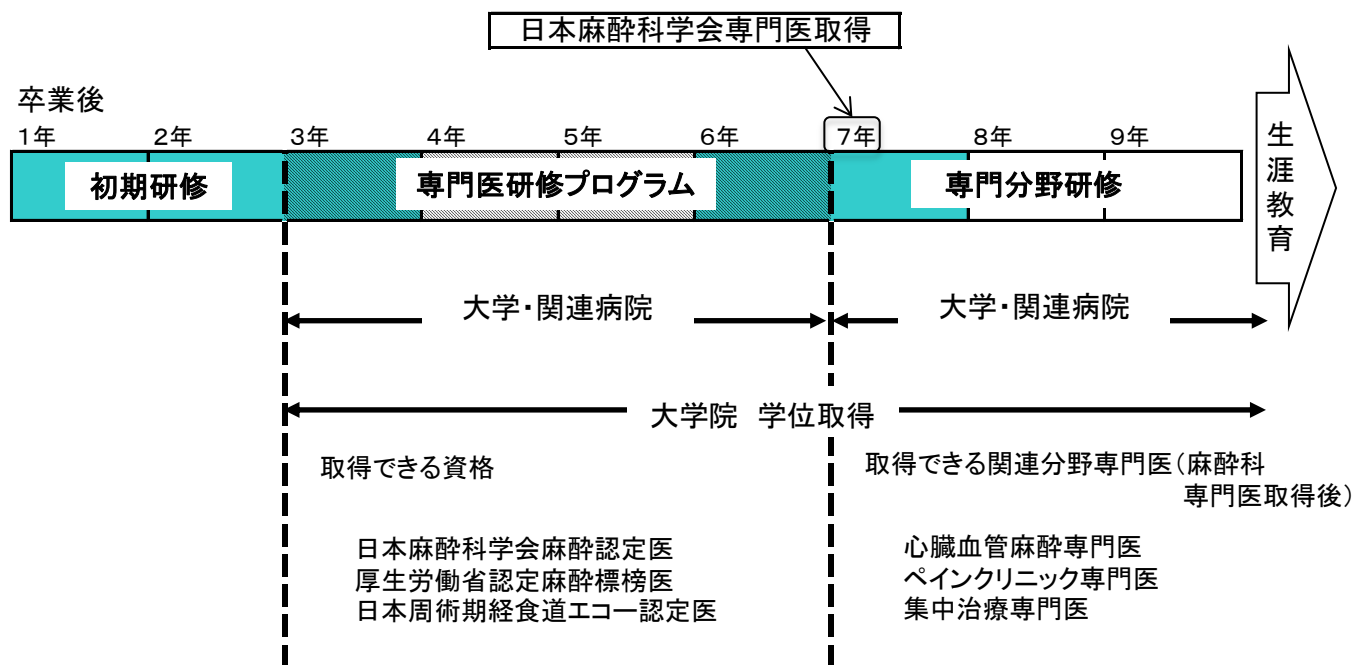 日本麻酔科学会専門医取得
卒業後
1年 2年 3年 4年 5年 6年 7年 8年 9年
初期研修 専門医研修プログラム 専門分野研修
生涯教育
大学・関連病院 大学・関連病院
大学院 学位取得
取得できる資格
取得できる関連分野専門医(麻酔科
専門医取得後)
日本麻酔科学会麻酔認定医
厚生労働省認定麻酔標榜医
日本周術期経食道エコー認定医
心臓血管麻酔専門医
ペインクリニック専門医
集中治療専門医